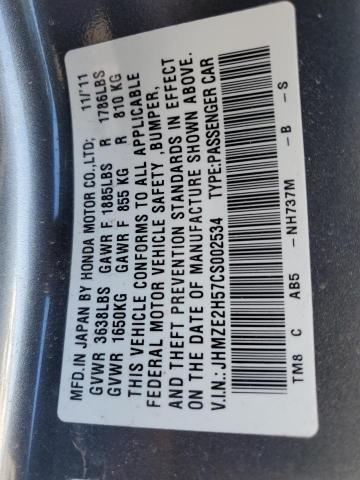 MFD.IN JAPAN BY HONDA MOTOR CO.,LTD; 11/'11
GVWR 3638LBS GAWR F 1885LBS R 1786LBS
GVWR 1650KG GAWR F 855 KG R 810 KG
THIS VEHICLE CONFORMS TO ALL APPLICABLE
FEDERAL MOTOR VEHICLE SAFETY ,BUMPER,
AND THEFT PREVENTION STANDARDS IN EFFECT
ON THE DATE OF MANUFACTURE SHOWN ABOVE.
V.I.N.:JHMZE2H57CS002534 TYPE:PASSENGER CAR
TM8 C AB5 -NH737M -B -S